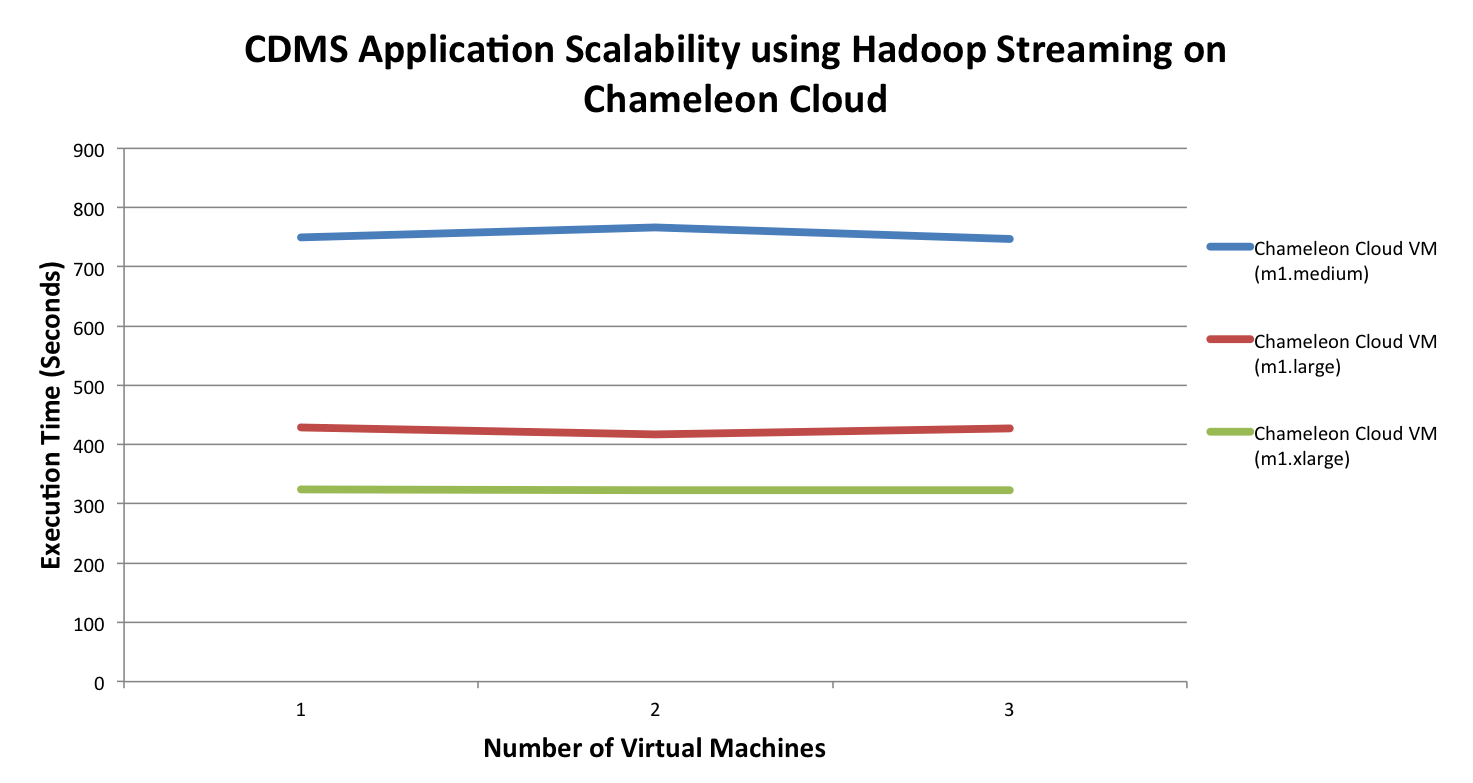 CDMS Application Scalability using Hadoop Streaming on
Chameleon Cloud
900
800
700
600
500
400
300
200
100
0
Execution Time (Seconds)
1
2
3
Number of Virtual Machines
Chameleon Cloud VM
(m1.medium)
Chameleon Cloud VM
(m1.large)
Chameleon Cloud VM
(m1.xlarge)